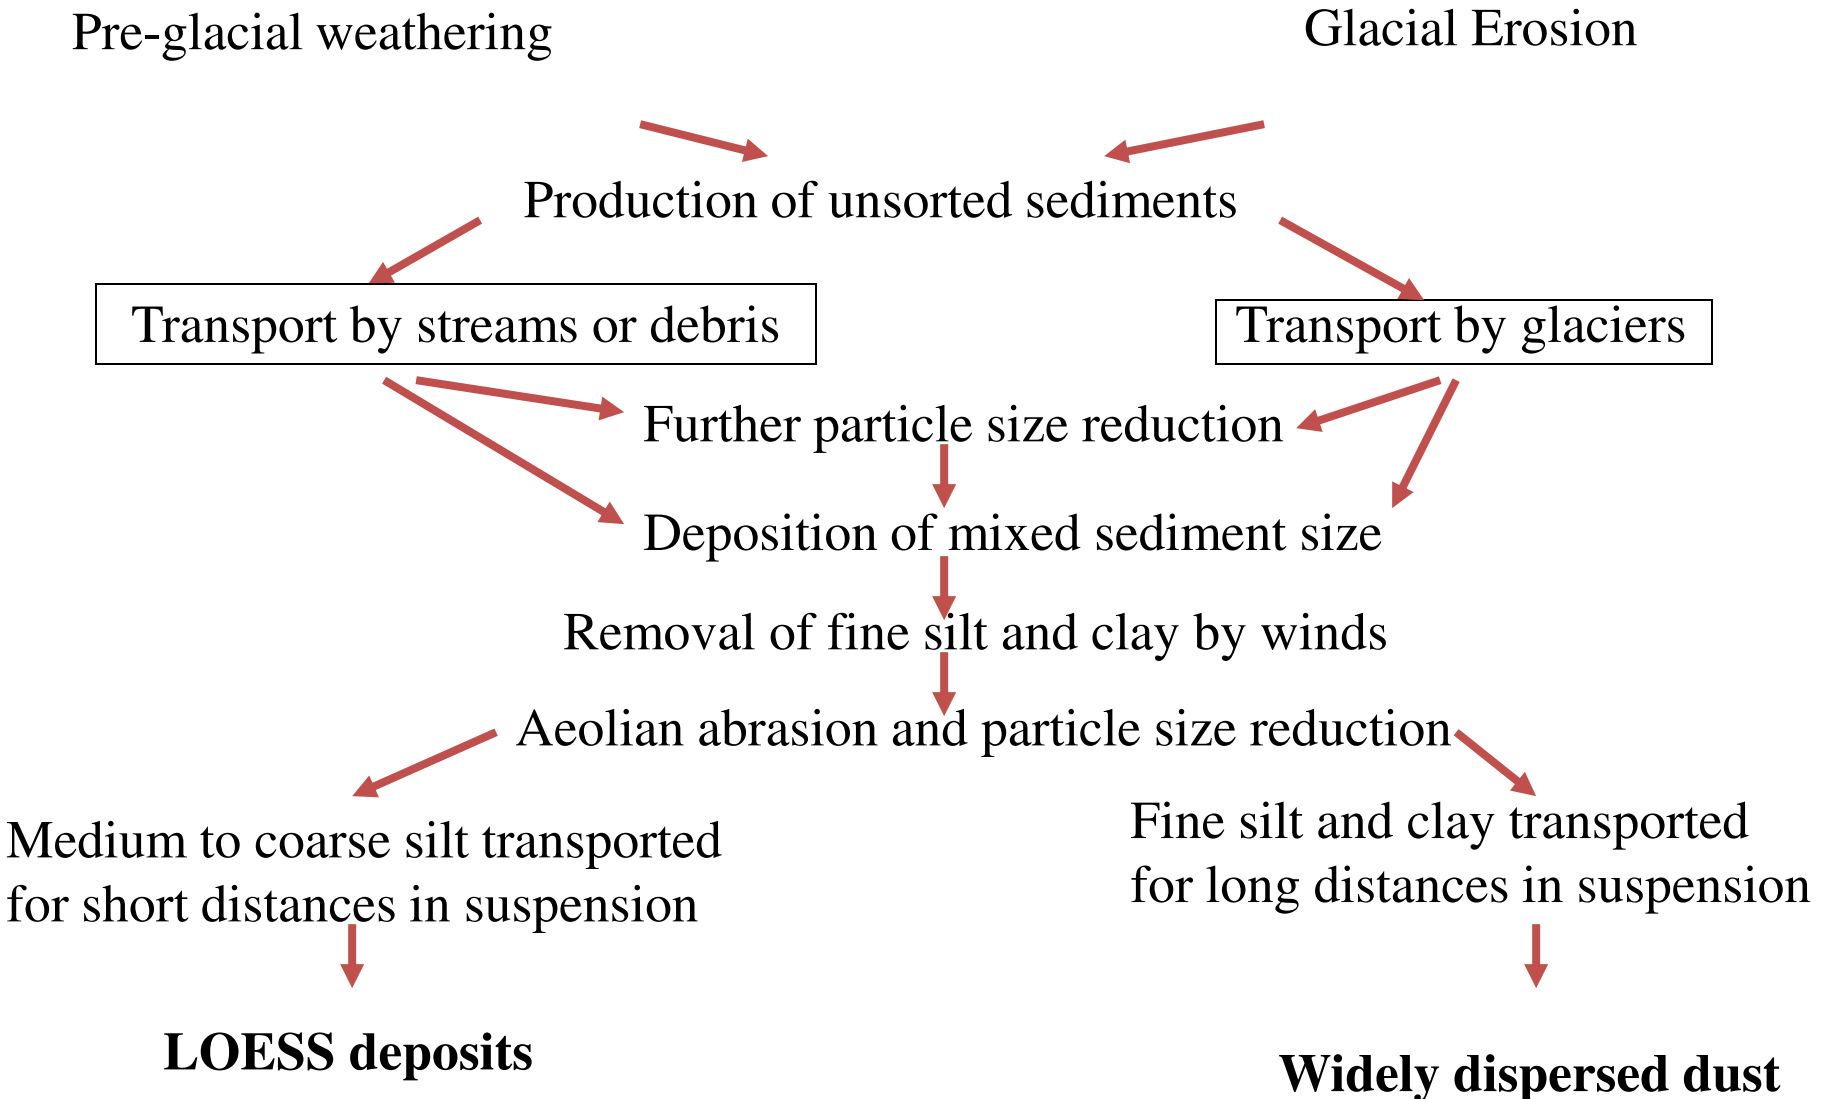 Pre-glacial weathering
Glacial Erosion
Production of unsorted sediments
Transport by streams or debris
Transport by glaciers
Further particle size reduction
Deposition of mixed sediment size
Removal of fine silt and clay by winds
Aeolian abrasion and particle size reduction
Medium to coarse silt transported
for short distances in suspension
Fine silt and clay transported
for long distances in suspension
LOESS deposits
Widely dispersed dust